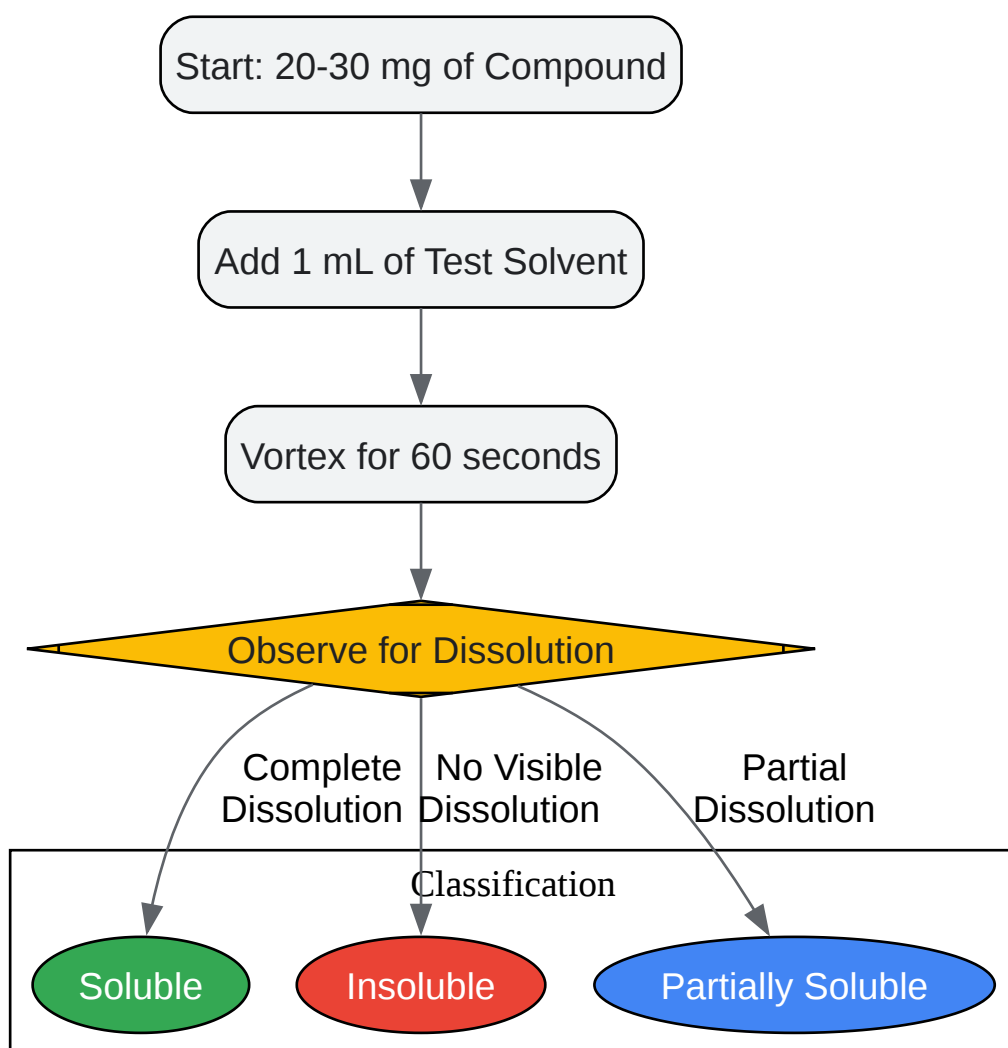 Start: 20-30 mg of Compound
Add 1 mL of Test Solvent
Vortex for 60 seconds
Observe for Dissolution
Complete
Dissolution
No Visible
Dissolution
Partial
Dissolution
Classification
Soluble
Insoluble
Partially Soluble